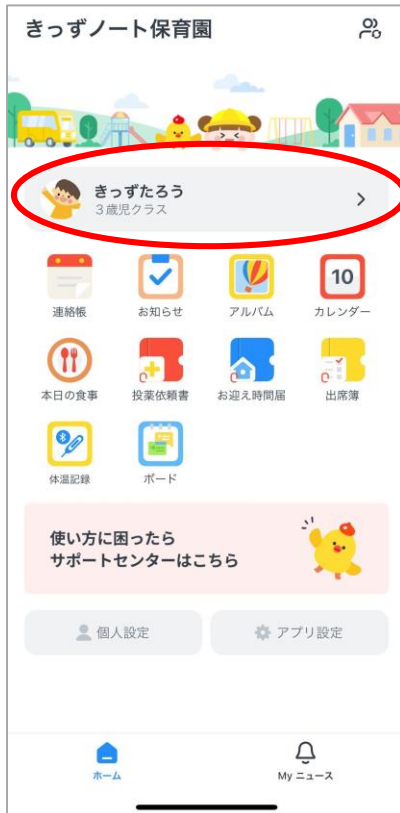 きっずノート保育園
きっずたろう
3歳児クラス
連絡帳
お知らせ
アルバム
10
カレンダー
本日の食事
投薬依頼書
お迎え時間届
出席簿
体温記録
ボード
使い方に困ったら
サポートセンターはこちら
個人設定
アプリ設定
ホーム
My ニュース